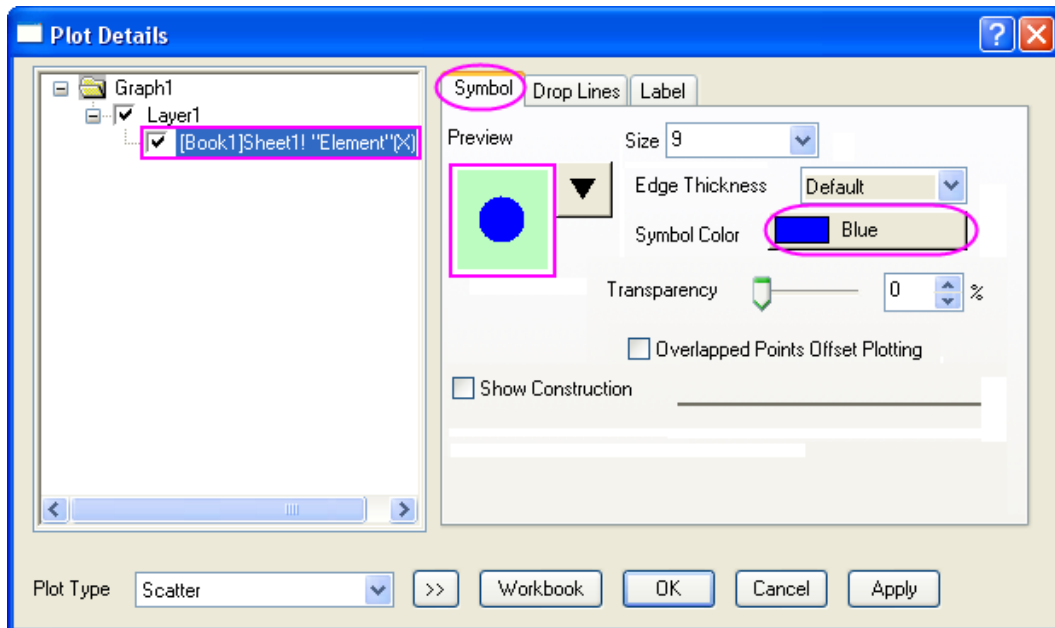 Plot Details
Graph1
Layer1
[Book1]Sheet1! "Element"(X)
Symbol Drop Lines Label
Preview
Size 9
Edge Thickness Default
Symbol Color Blue
Transparency 0 %
Overlapped Points Offset Plotting
Show Construction
Plot Type Scatter >> Workbook OK Cancel Apply